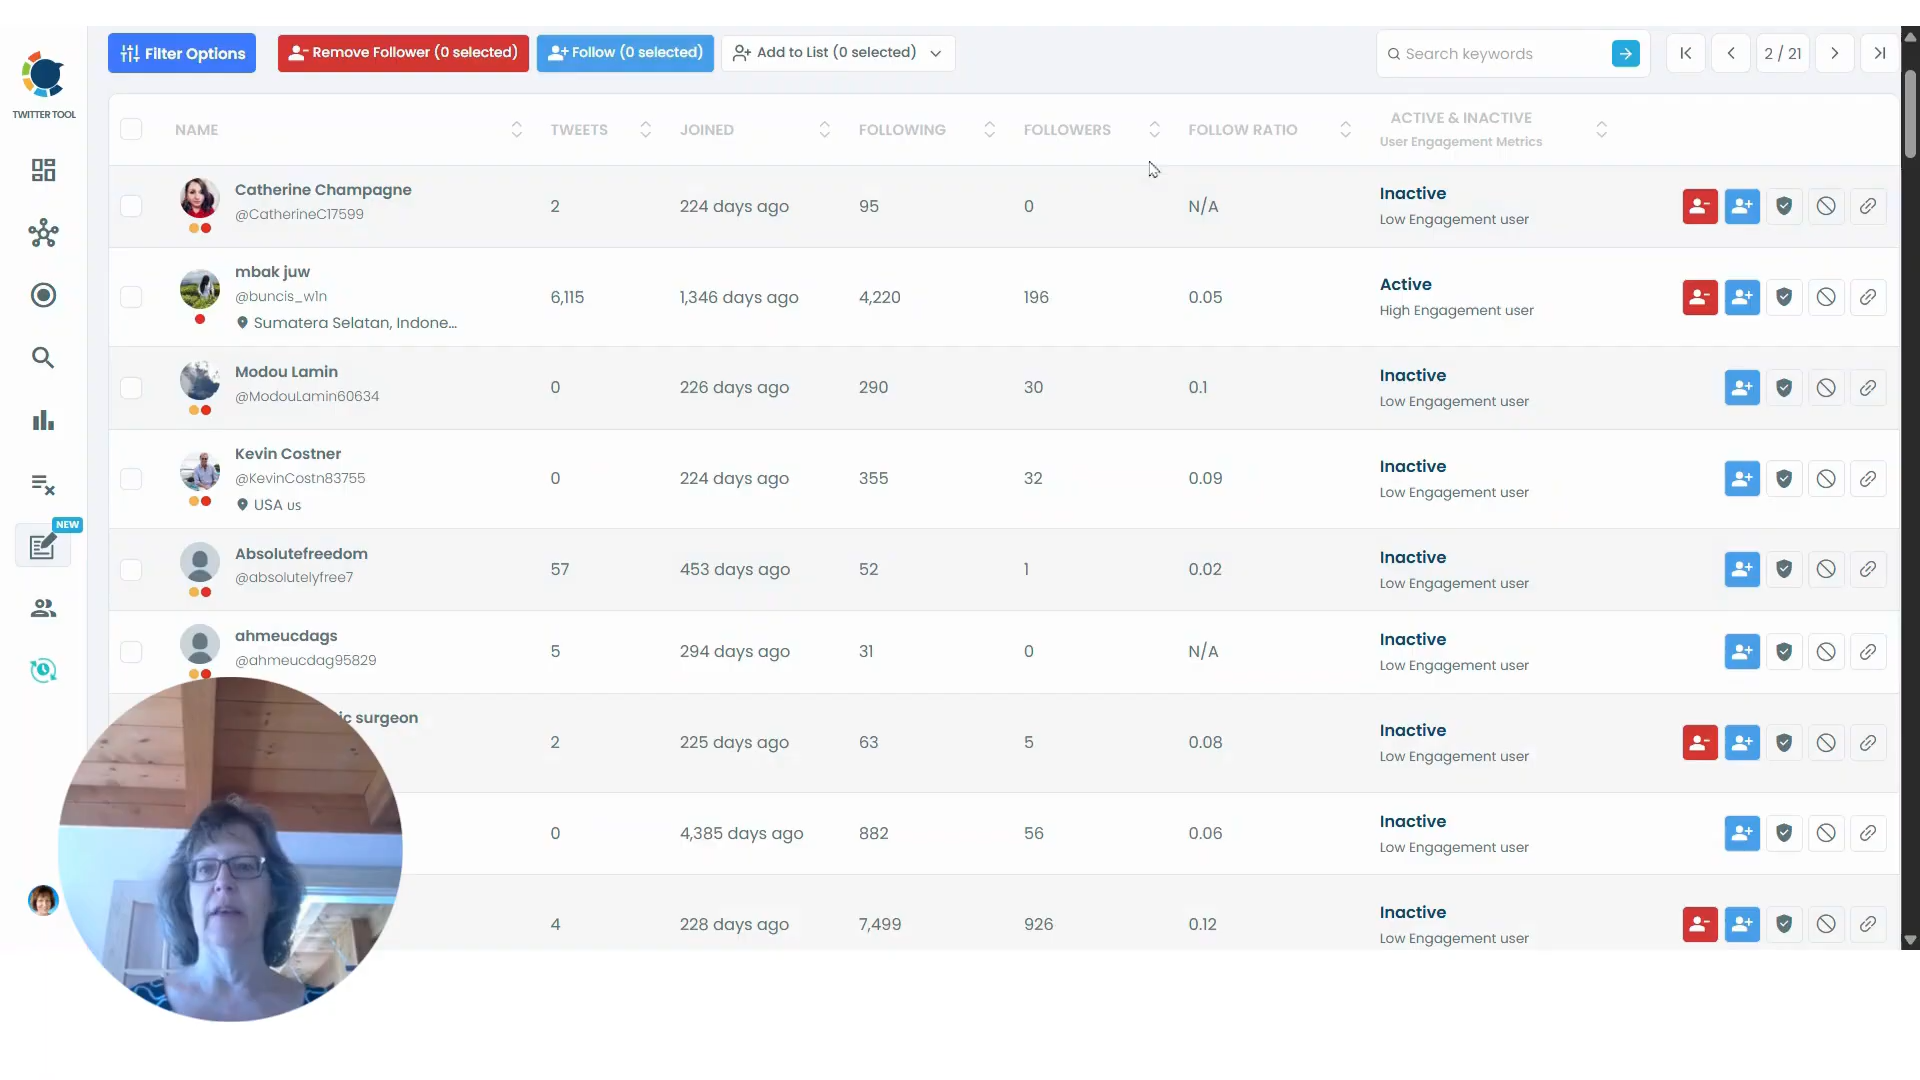 Filter Options
Remove Follower (0 selected)
Follow (0 selected)
Add to List (0 selected)
Search keywords
2 / 21
TWITTER TOOL
NAME TWEETS JOINED FOLLOWING FOLLOWERS FOLLOW RATIO ACTIVE & INACTIVE
User Engagement Metrics
Catherine Champagne
@CatherineC17599
2 224 days ago 95 0 N/A
Inactive
Low Engagement user
mbak juw
@buncis_w1n
Sumatera Selatan, Indone...
6,115 1,346 days ago 4,220 196 0.05
Active
High Engagement user
Modou Lamin
@ModouLamin60634
0 226 days ago 290 30 0.1
Inactive
Low Engagement user
Kevin Costner
@KevinCostn83755
USA us
0 224 days ago 355 32 0.09
Inactive
Low Engagement user
NEW
Absolutefreedom
@absolutelyfree7
57 453 days ago 52 1 0.02
Inactive
Low Engagement user
ahmeucdags
@ahmeucdag95829
5 294 days ago 31 0 N/A
Inactive
Low Engagement user
ic surgeon
2 225 days ago 63 5 0.08
Inactive
Low Engagement user
0 4,385 days ago 882 56 0.06
Inactive
Low Engagement user
4 228 days ago 7,499 926 0.12
Inactive
Low Engagement user